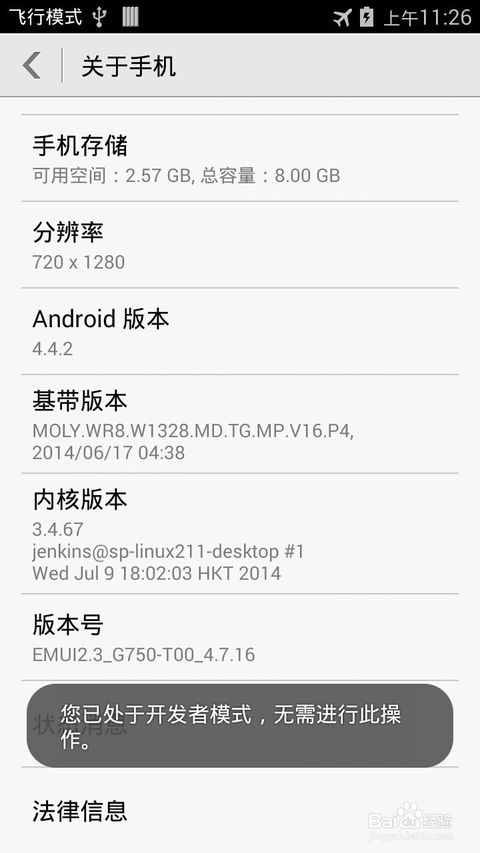 飞行模式 上午11:26
关于手机
手机存储
可用空间：2.57 GB, 总容量：8.00 GB
分辨率
720 x 1280
Android 版本
4.4.2
基带版本
MOLY.WR8.W1328.MD.TG.MP.V16.P4,
2014/06/17 04:38
内核版本
3.4.67
jenkins@sp-linux211-desktop #1
Wed Jul 9 18:02:03 HKT 2014
版本号
EMUI2.3_G750-T00_4.7.16
状态消息
您已处于开发者模式，无需进行此操
作。
法律信息
Baidu经验
jingyan.baidu.com